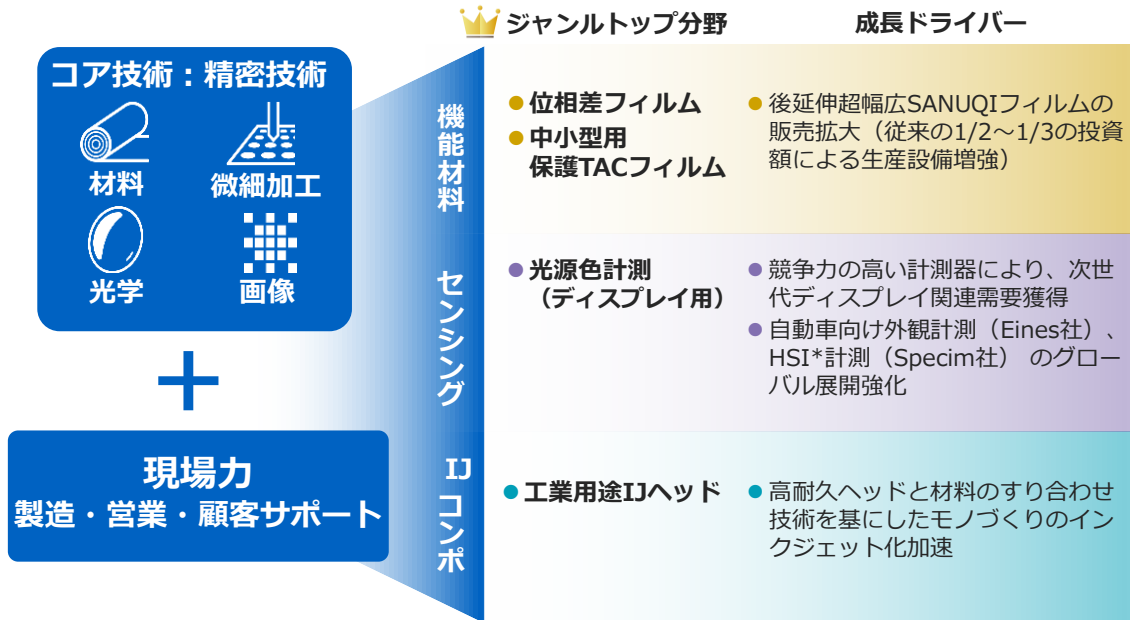 ジャンルトップ分野
成長ドライバー
コア技術：精密技術
材料
微細加工
光学
画像
現場力
製造・営業・顧客サポート
機能材料
● 位相差フィルム
● 中小型用
保護TACフィルム
● 後延伸超幅広SANUQIフィルムの
販売拡大（従来の1/2～1/3の投資
額による生産設備増強）
センシング
● 光源色計測
（ディスプレイ用）
● 競争力の高い計測器により、次世
代ディスプレイ関連需要獲得
● 自動車向け外観計測（Eines社）、
HSI*計測（Specim社） のグロー
バル展開強化
IJコンポ
● 工業用途IJヘッド
● 高耐久ヘッドと材料のすり合わせ
技術を基にしたモノづくりのイン
クジェット化加速